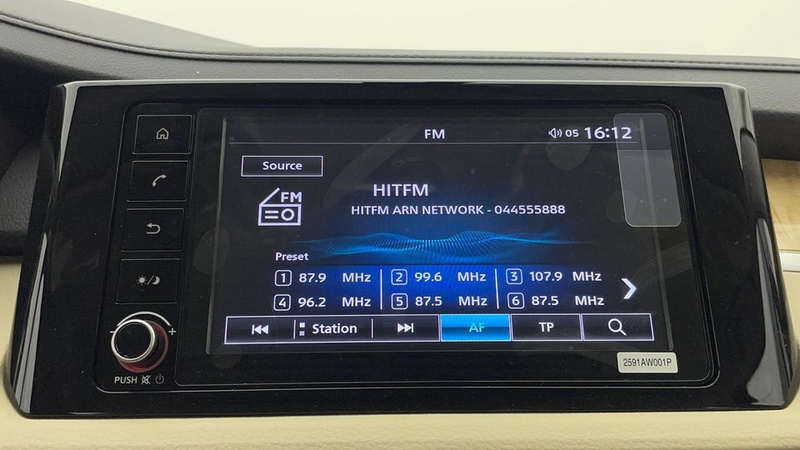 FM 05 16:12
Source
FM
HITFM
HITFM ARN NETWORK - 044555888
Preset
1 87.9 MHz 2 99.6 MHz 3 107.9 MHz
4 96.2 MHz 5 87.5 MHz 6 87.5 MHz
Station AF TP
- +
PUSH
2591AW001P